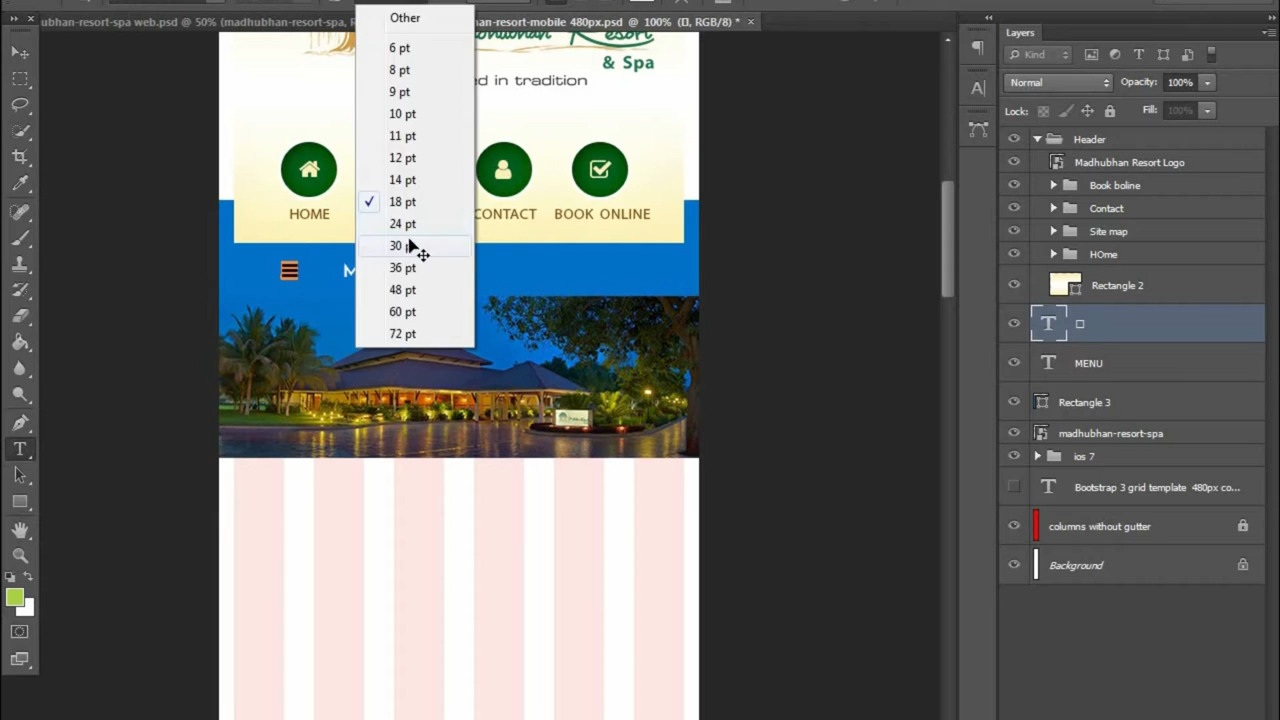 Other
ubhan-resort-spa web.psd @ 50% (madhubhan-resort-spa, R
han-resort-mobile 480px.psd @ 100% (, RGB/8) *
6 pt
8 pt
9 pt
10 pt
11 pt
12 pt
14 pt
18 pt
24 pt
30
36 pt
48 pt
60 pt
72 pt
Resort
& Spa
d in tradition
HOME
CONTACT
BOOK ONLINE
M
Layers
Kind
Normal
Opacity: 100%
Lock:
Fill: 100%
Header
Madhubhan Resort Logo
Book boline
Contact
Site map
HOme
Rectangle 2
MENU
Rectangle 3
madhubhan-resort-spa
ios 7
Bootstrap 3 grid template 480px co...
columns without gutter
Background